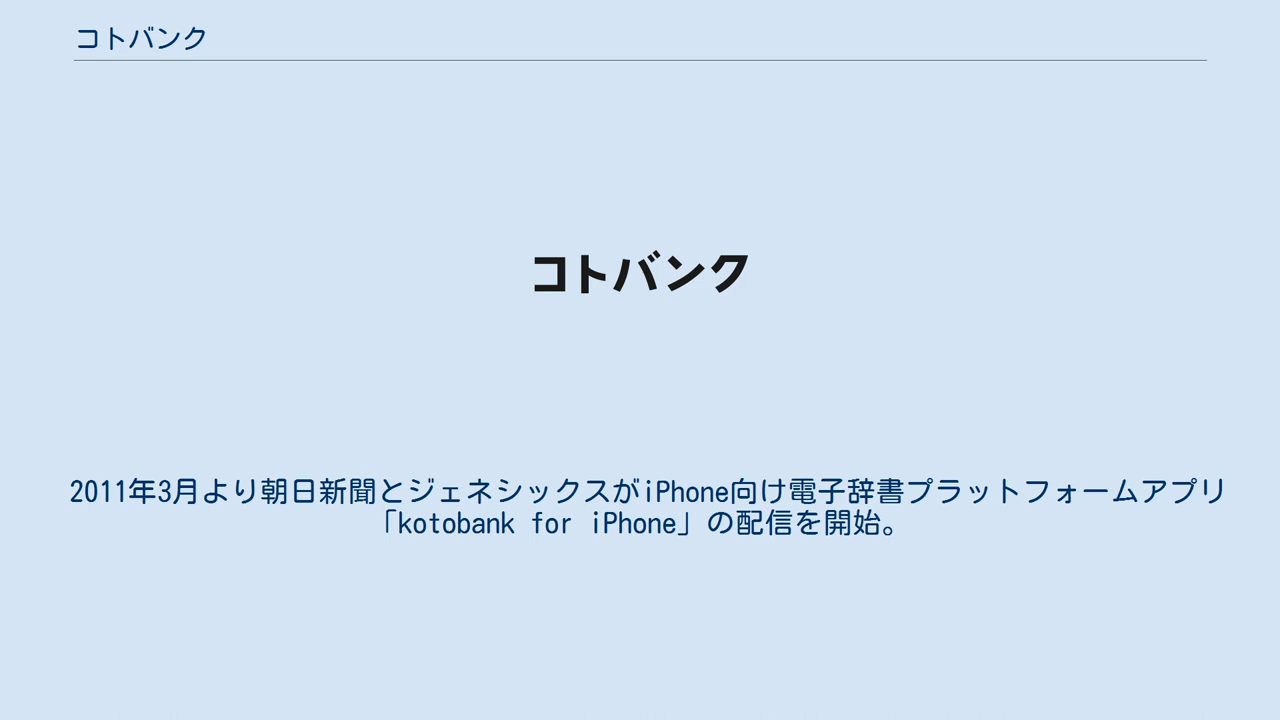 コトバンク
コトバンク
2011年3月より朝日新聞とジェネシックスがiPhone向け電子辞書プラットフォームアプリ
「kotobank for iPhone」の配信を開始。